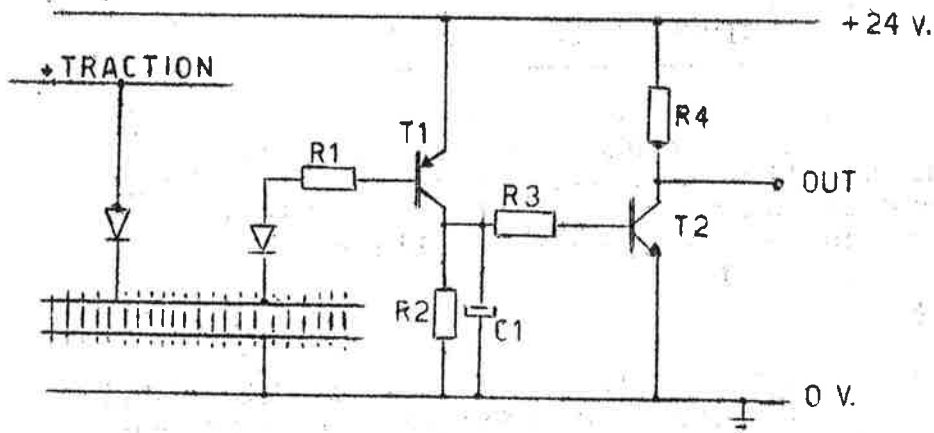 +24 V.
+TRACTION
T1
R4
R1
OUT
R3
T2
R2
C1
0 V.